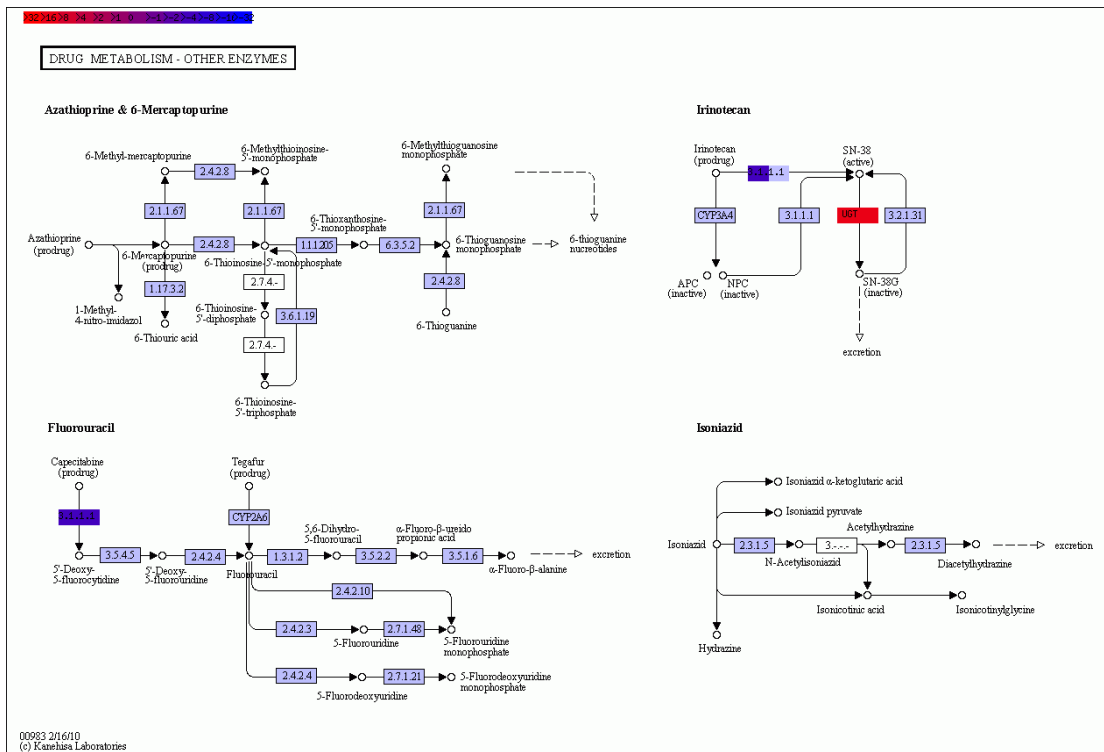 >32>16>8 >4 >2 >1 0 >-1>-2>-4>-8>-16>-32
DRUG METABOLISM - OTHER ENZYMES
Azathioprine & 6-Mercaptopurine
6-Methyl-mercaptopurine
6-Methylthioinosine-
5'-monophosphate
6-Methylthioguanosine
monophosphate
2.4.2.8
2.1.1.67
2.1.1.67
6-Thioxanthosine-
5'-monophosphate
2.1.1.67
Azathioprine
(prodrug)
2.4.2.8
1.1.1.205
6.3.5.2
6-Mercaptopurine
(prodrug)
6-Thioinosine-5'-monophosphate
6-Thioguanosine
monophosphate
6-thioguanine
nucreotides
1.17.3.2
2.7.4.-
2.4.2.8
1-Methyl-
4-nitro-imidazol
6-Thioinosine-
5'-diphosphate
3.6.1.19
6-Thiouric acid
6-Thioguanine
2.7.4.-
6-Thioinosine-
5'-triphosphate
Irinotecan
Irinotecan
(prodrug)
SN-38
(active)
3.1.1.1
CYP3A4
3.1.1.1
UGT
3.2.1.31
APC
(inactive)
NPC
(inactive)
SN-38G
(inactive)
excretion
Fluorouracil
Capecitabine
(prodrug)
Tegafur
(prodrug)
3.1.1.1
CYP2A6
5,6-Dihydro-
5-fluorouracil
α-Fluoro-β-ureido
propionic acid
3.5.4.5
2.4.2.4
1.3.1.2
3.5.2.2
3.5.1.6
excretion
5'-Deoxy-
5-fluorocytidine
5'-Deoxy-
5-fluorouridine
Fluorouracil
α-Fluoro-β-alanine
2.4.2.10
2.4.2.3
2.7.1.48
5-Fluorouridine
5-Fluorouridine
monophosphate
2.4.2.4
2.7.1.21
5-Fluorodeoxyuridine
5-Fluorodeoxyuridine
monophosphate
Isoniazid
Isoniazid α-ketoglutaric acid
Isoniazid pyruvate
Acetylhydrazine
Isoniazid
2.3.1.5
3.-.-.-
2.3.1.5
excretion
N-Acetylisoniazid
Diacetylhydrazine
Isonicotinic acid
Isonicotinylglycine
Hydrazine
00983 2/16/10
(c) Kanehisa Laboratories